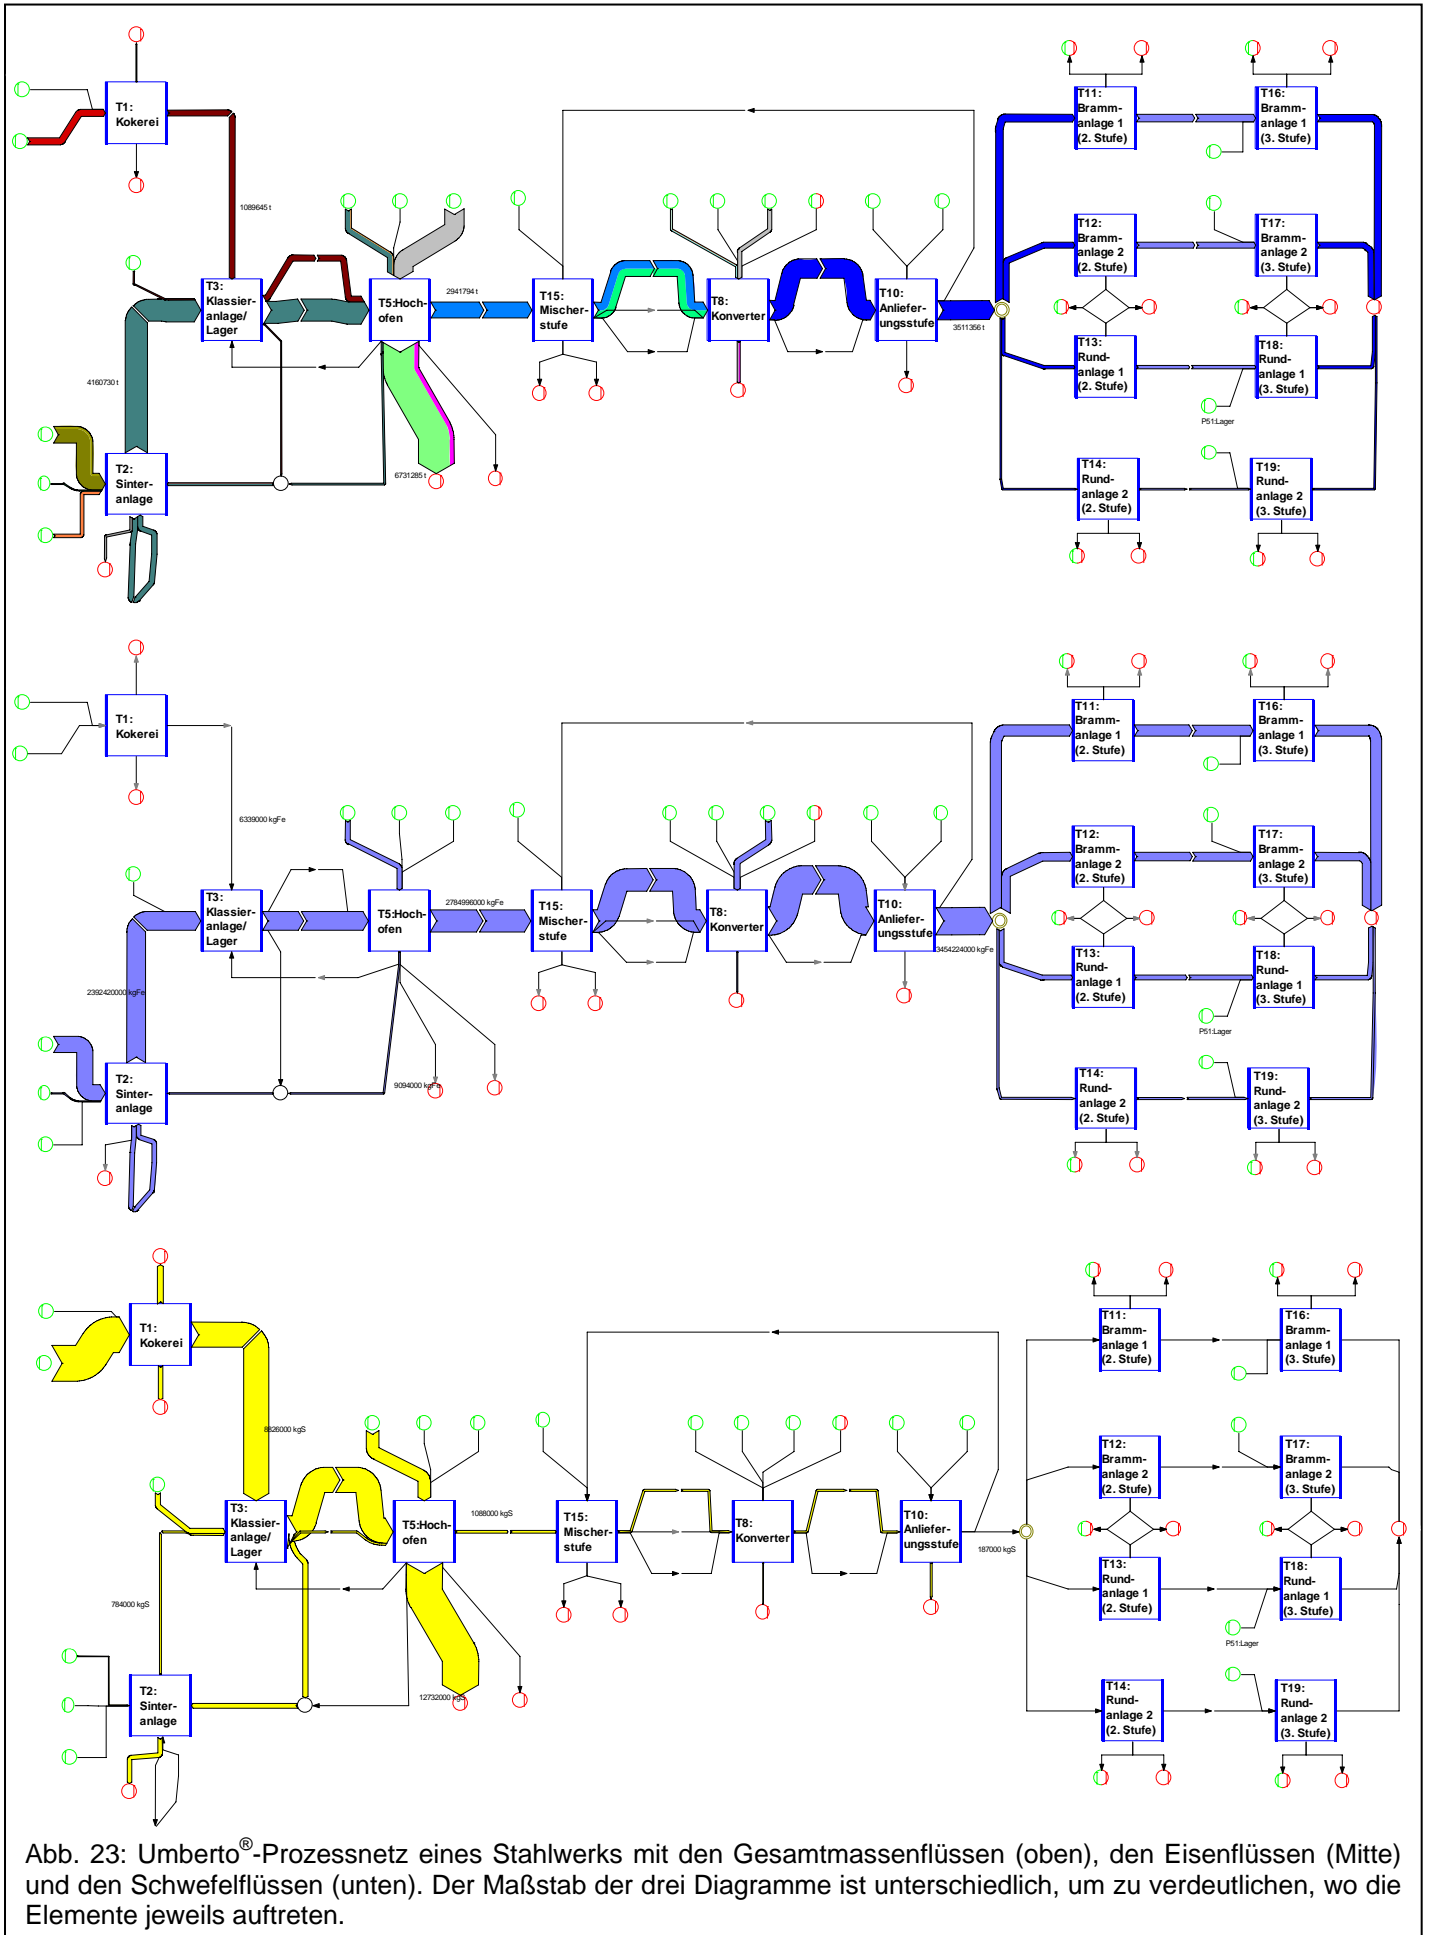 T1:
Kokerei
1089645 t
T3:
Klassier-
anlage/
Lager
T5:Hoch-
ofen
2941794 t
T15:
Mischer-
stufe
T8:
Konverter
T10:
Anliefer-
ungsstufe
3511356 t
4160730 t
6731285 t
T2:
Sinter-
anlage
T11:
Bramm-
anlage 1
(2. Stufe)
T16:
Bramm-
anlage 1
(3. Stufe)
T12:
Bramm-
anlage 2
(2. Stufe)
T17:
Bramm-
anlage 2
(3. Stufe)
T13:
Rund-
anlage 1
(2. Stufe)
T18:
Rund-
anlage 1
(3. Stufe)
P51:Lager
T14:
Rund-
anlage 2
(2. Stufe)
T19:
Rund-
anlage 2
(3. Stufe)
T1:
Kokerei
6339000 kgFe
T3:
Klassier-
anlage/
Lager
T5:Hoch-
ofen
2784996000 kgFe
T15:
Mischer-
stufe
T8:
Konverter
T10:
Anliefer-
ungsstufe
3454224000 kgFe
2392420000 kgFe
9094000 kgFe
T2:
Sinter-
anlage
T11:
Bramm-
anlage 1
(2. Stufe)
T16:
Bramm-
anlage 1
(3. Stufe)
T12:
Bramm-
anlage 2
(2. Stufe)
T17:
Bramm-
anlage 2
(3. Stufe)
T13:
Rund-
anlage 1
(2. Stufe)
T18:
Rund-
anlage 1
(3. Stufe)
P51:Lager
T14:
Rund-
anlage 2
(2. Stufe)
T19:
Rund-
anlage 2
(3. Stufe)
T1:
Kokerei
8826000 kgS
T3:
Klassier-
anlage/
Lager
T5:Hoch-
ofen
1088000 kgS
T15:
Mischer-
stufe
T8:
Konverter
T10:
Anliefer-
ungsstufe
187000 kgS
784000 kgS
12732000 kgS
T2:
Sinter-
anlage
T11:
Bramm-
anlage 1
(2. Stufe)
T16:
Bramm-
anlage 1
(3. Stufe)
T12:
Bramm-
anlage 2
(2. Stufe)
T17:
Bramm-
anlage 2
(3. Stufe)
T13:
Rund-
anlage 1
(2. Stufe)
T18:
Rund-
anlage 1
(3. Stufe)
P51:Lager
T14:
Rund-
anlage 2
(2. Stufe)
T19:
Rund-
anlage 2
(3. Stufe)
Abb. 23: Umberto®-Prozessnetz eines Stahlwerks mit den Gesamtmassenflüssen (oben), den Eisenflüssen (Mitte)
und den Schwefelflüssen (unten). Der Maßstab der drei Diagramme ist unterschiedlich, um zu verdeutlichen, wo die
Elemente jeweils auftreten.